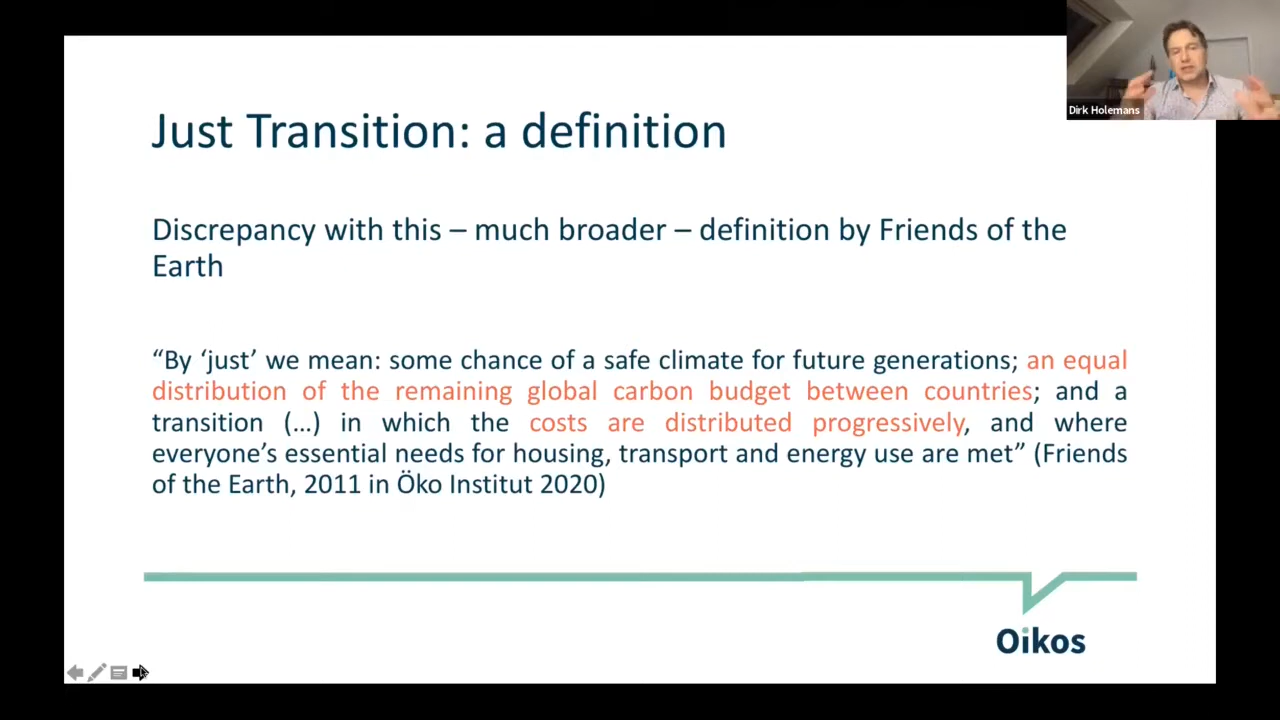 Dirk Holemans
Just Transition: a definition
Discrepancy with this – much broader – definition by Friends of the
Earth
“By ‘just’ we mean: some chance of a safe climate for future generations; an equal
distribution of the remaining global carbon budget between countries; and a
transition (…) in which the costs are distributed progressively, and where
everyone’s essential needs for housing, transport and energy use are met” (Friends
of the Earth, 2011 in Öko Institut 2020)
Oikos